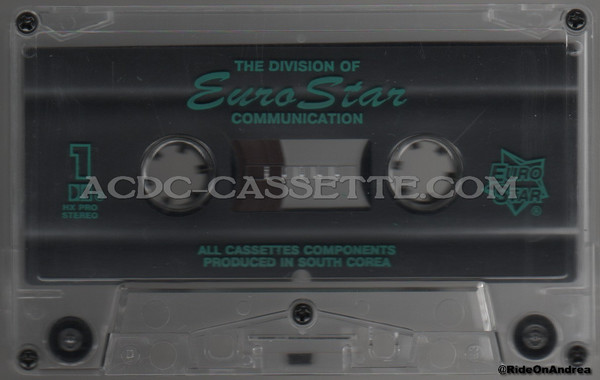 THE DIVISION OF
EuroStar
COMMUNICATION
1
ACDC-CASSETTE.COM
HX PRO
STEREO
EURO
STAR
®
ALL CASSETTES COMPONENTS
PRODUCED IN SOUTH KOREA
@RideOnAndrea